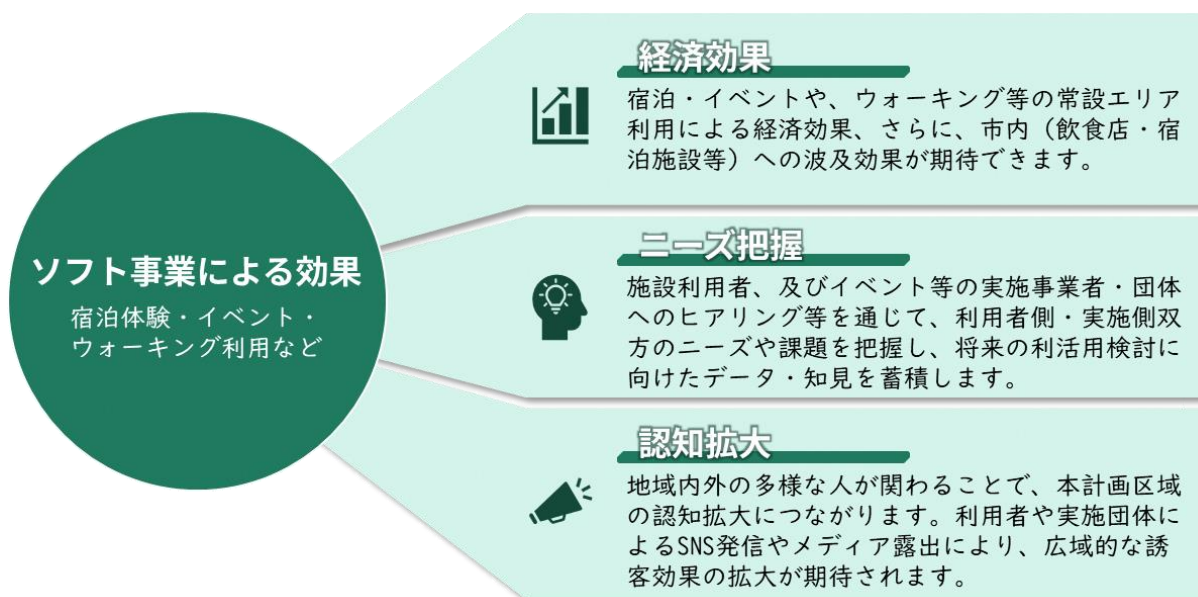 ソフト事業による効果
宿泊体験・イベント・
ウォーキング利用など
経済効果
宿泊・イベントや、ウォーキング等の常設エリア
利用による経済効果、さらに、市内（飲食店・宿
泊施設等）への波及効果が期待できます。
ニーズ把握
施設利用者、及びイベント等の実施事業者・団体
へのヒアリング等を通じて、利用者側・実施側双
方のニーズや課題を把握し、将来の利活用検討に
向けたデータ・知見を蓄積します。
認知拡大
地域内外の多様な人が関わることで、本計画区域
の認知拡大につながります。利用者や実施団体に
よるSNS発信やメディア露出により、広域的な誘
客効果の拡大が期待されます。